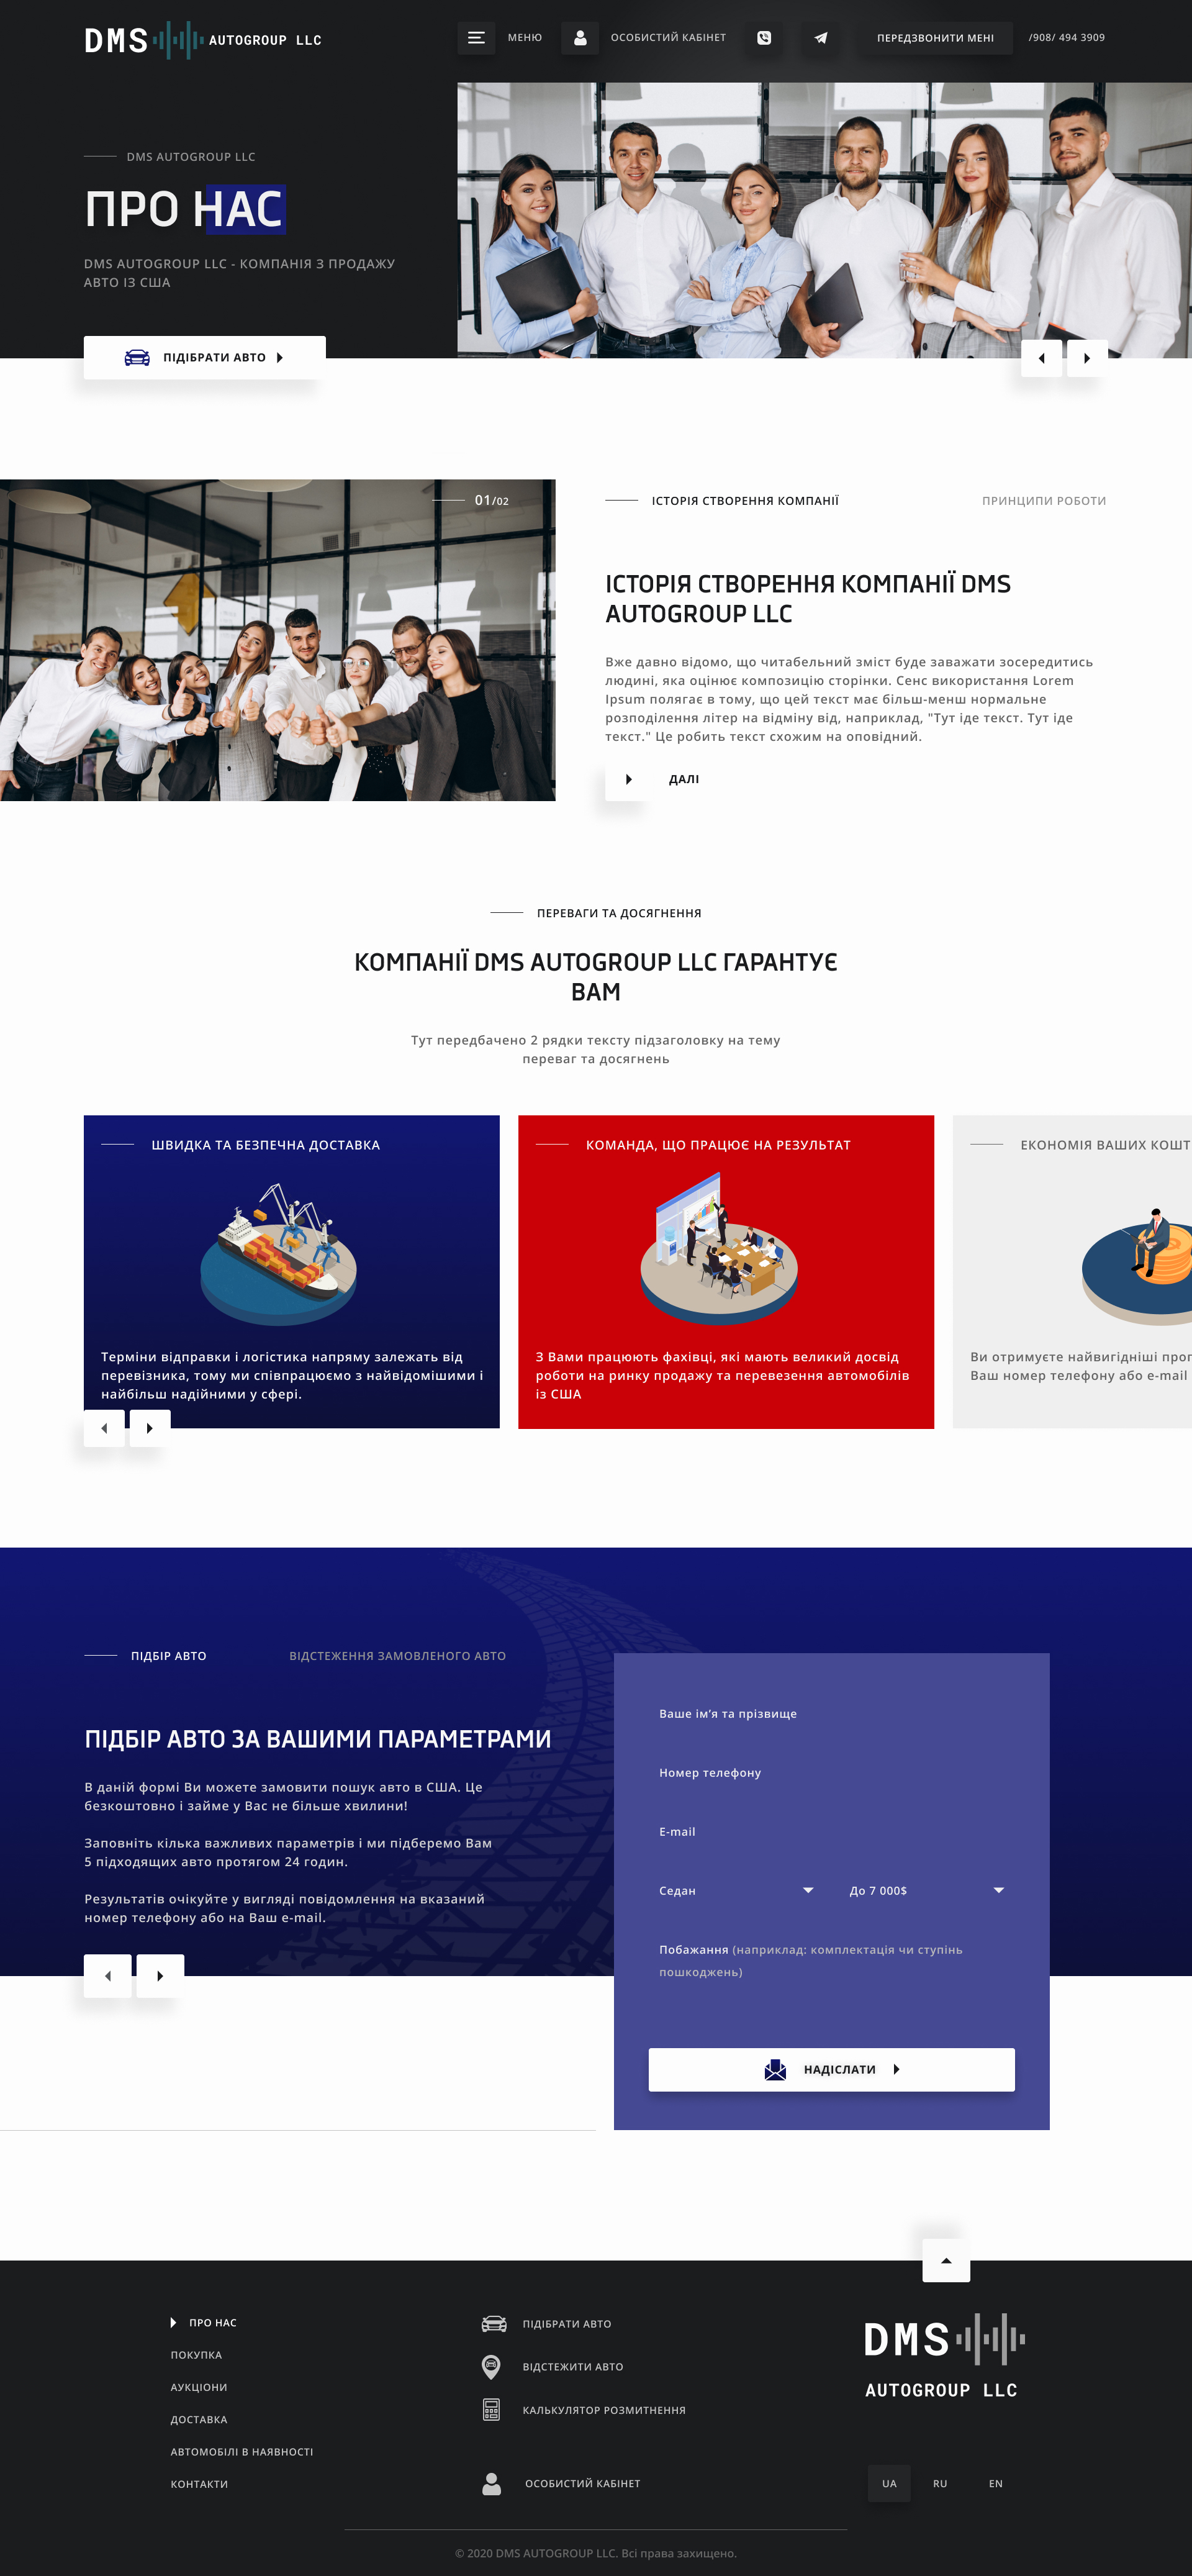 DMS AUTOGROUP LLC
МЕНЮ
ОСОБИСТИЙ КАБІНЕТ
ПЕРЕДЗВОНИТИ МЕНІ
/908/ 494 3909
DMS AUTOGROUP LLC
ПРО НАС
DMS AUTOGROUP LLC - КОМПАНІЯ З ПРОДАЖУ
АВТО ІЗ США
ПІДІБРАТИ АВТО
01/02
ІСТОРІЯ СТВОРЕННЯ КОМПАНІЇ
ПРИНЦИПИ РОБОТИ
ІСТОРІЯ СТВОРЕННЯ КОМПАНІЇ DMS
AUTOGROUP LLC
Вже давно відомо, що читабельний зміст буде заважати зосередитись
людині, яка оцінює композицію сторінки. Сенс використання Lorem
Ipsum полягає в тому, що цей текст має більш-менш нормальне
розподілення літер на відміну від, наприклад, "Тут іде текст. Тут іде
текст." Це робить текст схожим на оповідний.
ДАЛІ
ПЕРЕВАГИ ТА ДОСЯГНЕННЯ
КОМПАНІЇ DMS AUTOGROUP LLC ГАРАНТУЄ
ВАМ
Тут передбачено 2 рядки тексту підзаголовку на тему
переваг та досягнень
ШВИДКА ТА БЕЗПЕЧНА ДОСТАВКА
Терміни відправки і логістика напряму залежать від
перевізника, тому ми співпрацюємо з найвідомішими і
найбільш надійними у сфері.
КОМАНДА, ЩО ПРАЦЮЄ НА РЕЗУЛЬТАТ
З Вами працюють фахівці, які мають великий досвід
роботи на ринку продажу та перевезення автомобілів
із США
ЕКОНОМІЯ ВАШИХ КОШТ
Ви отримуєте найвигідніші
Ваш номер телефону або e-mail
ПІДБІР АВТО
ВІДСТЕЖЕННЯ ЗАМОВЛЕНОГО АВТО
ПІДБІР АВТО ЗА ВАШИМИ ПАРАМЕТРАМИ
В даній формі Ви можете замовити пошук авто в США. Це
безкоштовно і займе у Вас не більше хвилини!
Заповніть кілька важливих параметрів і ми підберемо Вам
5 підходящих авто протягом 24 годин.
Результатів очікуйте у вигляді повідомлення на вказаний
номер телефону або на Ваш e-mail.
Ваше ім'я та прізвище
Номер телефону
E-mail
Седан
До 7 000$
Побажання (наприклад: комплектація чи ступінь
пошкоджень)
НАДІСЛАТИ
ПРО НАС
ПОКУПКА
АУКЦІОНИ
ДОСТАВКА
АВТОМОБІЛІ В НАЯВНОСТІ
КОНТАКТИ
ПІДІБРАТИ АВТО
ВІДСТЕЖИТИ АВТО
КАЛЬКУЛЯТОР РОЗМИТНЕННЯ
ОСОБИСТИЙ КАБІНЕТ
DMS
AUTOGROUP LLC
UA
RU
EN
© 2020 DMS AUTOGROUP LLC. Всі права захищено.